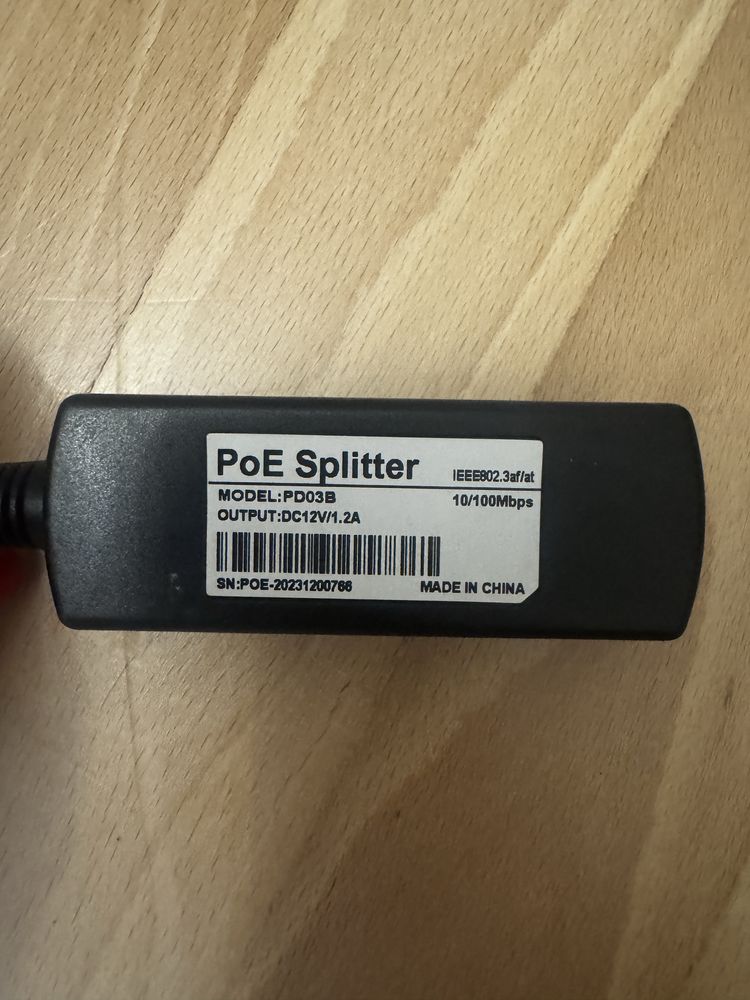 PoE Splitter IEEE802.3af/at
MODEL:PD03B 10/100Mbps
OUTPUT:DC12V/1.2A
SN:POE-20231200766 MADE IN CHINA